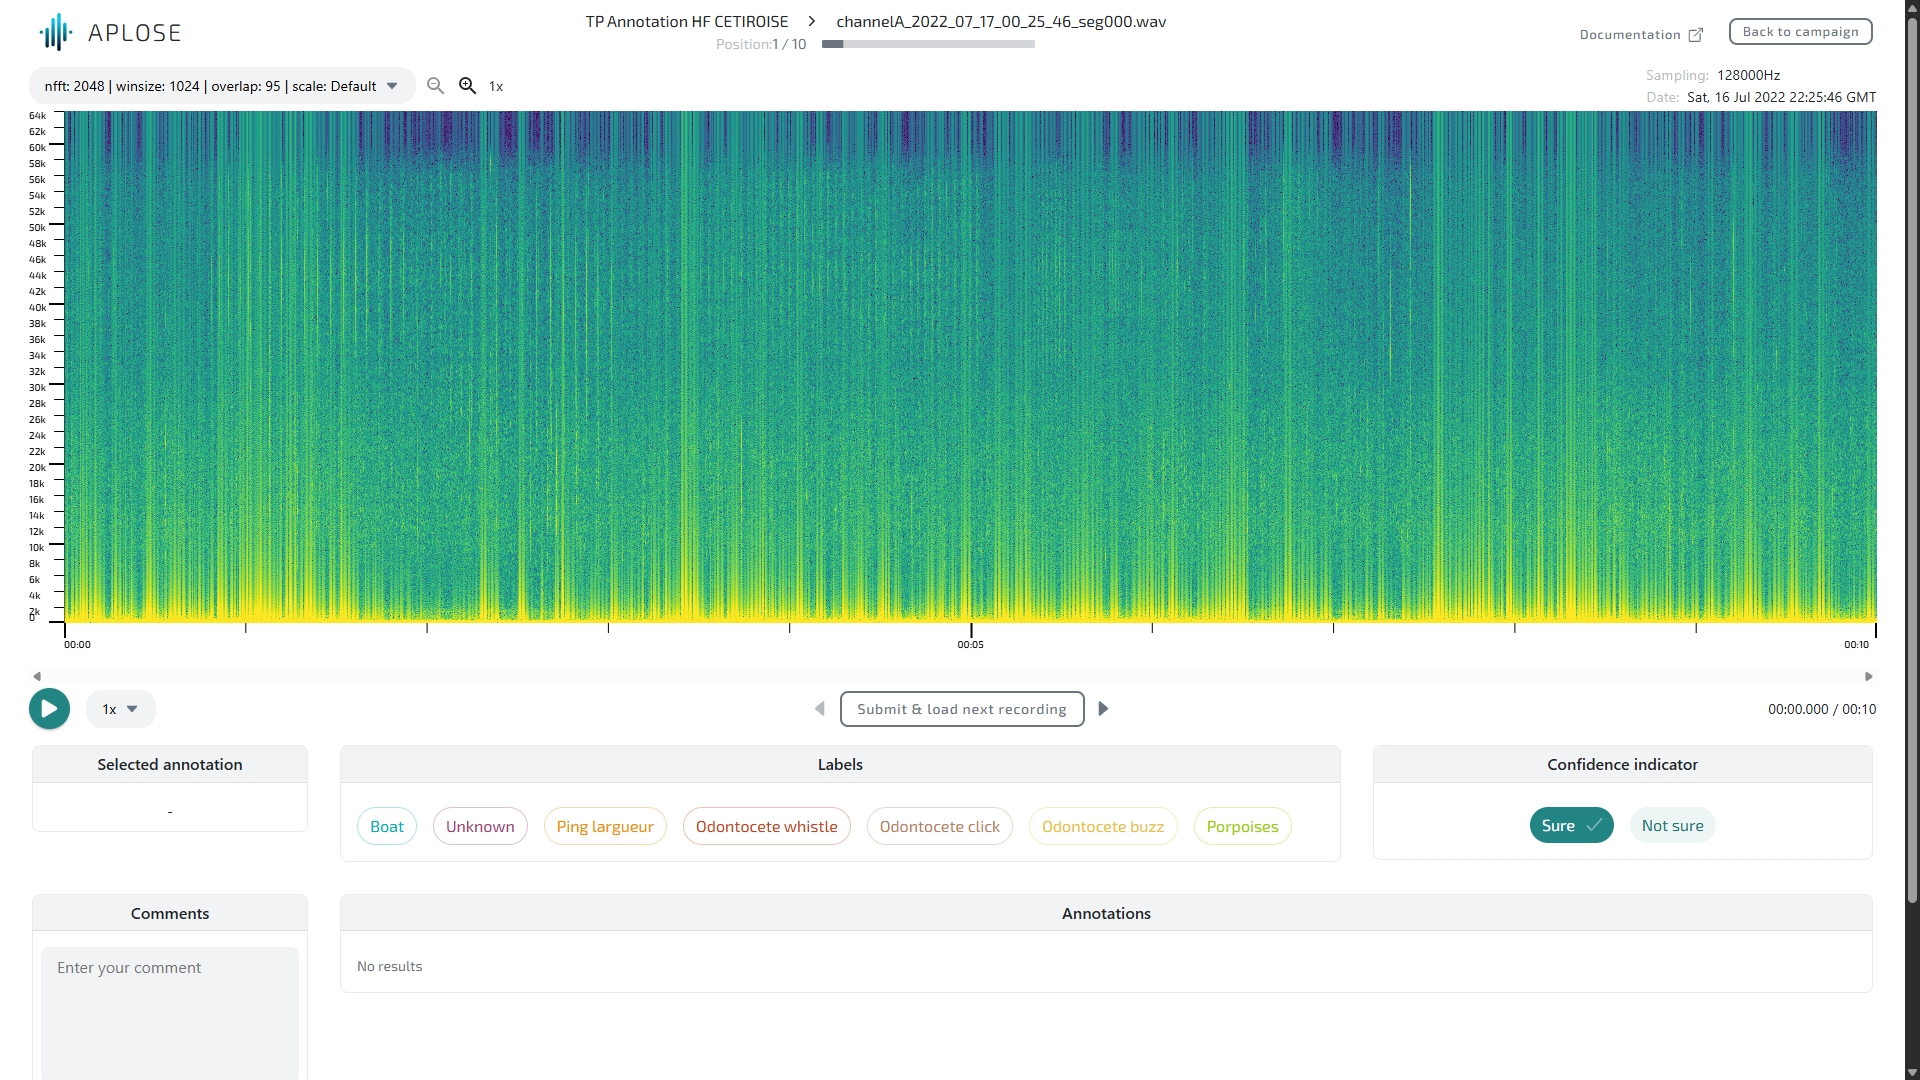 APLOSE
TP Annotation HF CETIROISE > channelA_2022_07_17_00_25_46_seg000.wav
Position:1 / 10
Documentation
Back to campaign
nfft: 2048 | winsize: 1024 | overlap: 95 | scale: Default
1x
Sampling: 128000Hz
Date: Sat, 16 Jul 2022 22:25:46 GMT
64k
62k
60k
58k
56k
54k
52k
50k
48k
46k
44k
42k
40k
38k
36k
34k
32k
30k
28k
26k
24k
22k
20k
18k
16k
14k
12k
10k
8k
6k
4k
2k
0
00:00
00:05
00:10
1x
Submit & load next recording
00:00.000 / 00:10
Selected annotation
-
Labels
Boat
Unknown
Ping largueur
Odontocete whistle
Odontocete click
Odontocete buzz
Porpoises
Confidence indicator
Sure
Not sure
Comments
Enter your comment
Annotations
No results